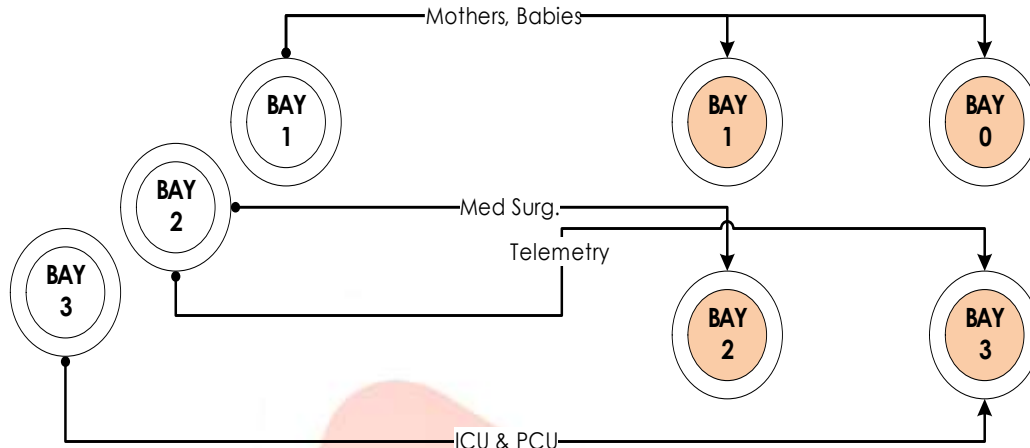 Mothers, Babies
BAY
1
BAY
1
BAY
0
BAY
2
Med Surg.
Telemetry
BAY
3
BAY
2
BAY
3
ICU & PCU